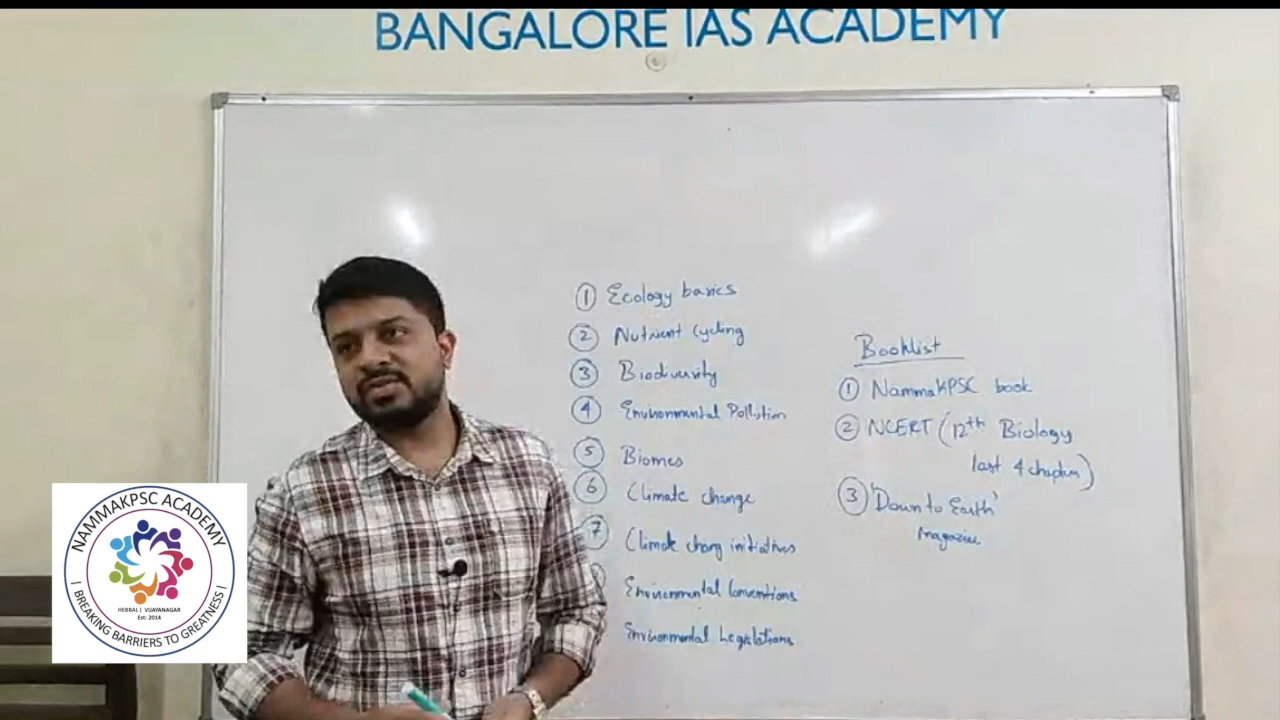 BANGALORE IAS ACADEMY
1 Ecology basics
2 Nutrient Cycling
3 Biodiversity
4 Environmental Pollution
5 Biomes
6 Climate change
7 Climate chang initiatives
Environmental Conventions
Environmental Legislations
Booklist
1 NammaKPSC book
2 NCERT (12th Biology
last 4 chapters)
3 'Down to Earth'
Magazine
NAMMAKPSC ACADEMY
HEBBAL | VIJAYANAGAR
Est: 2014
| BREAKING BARRIERS TO GREATNESS |